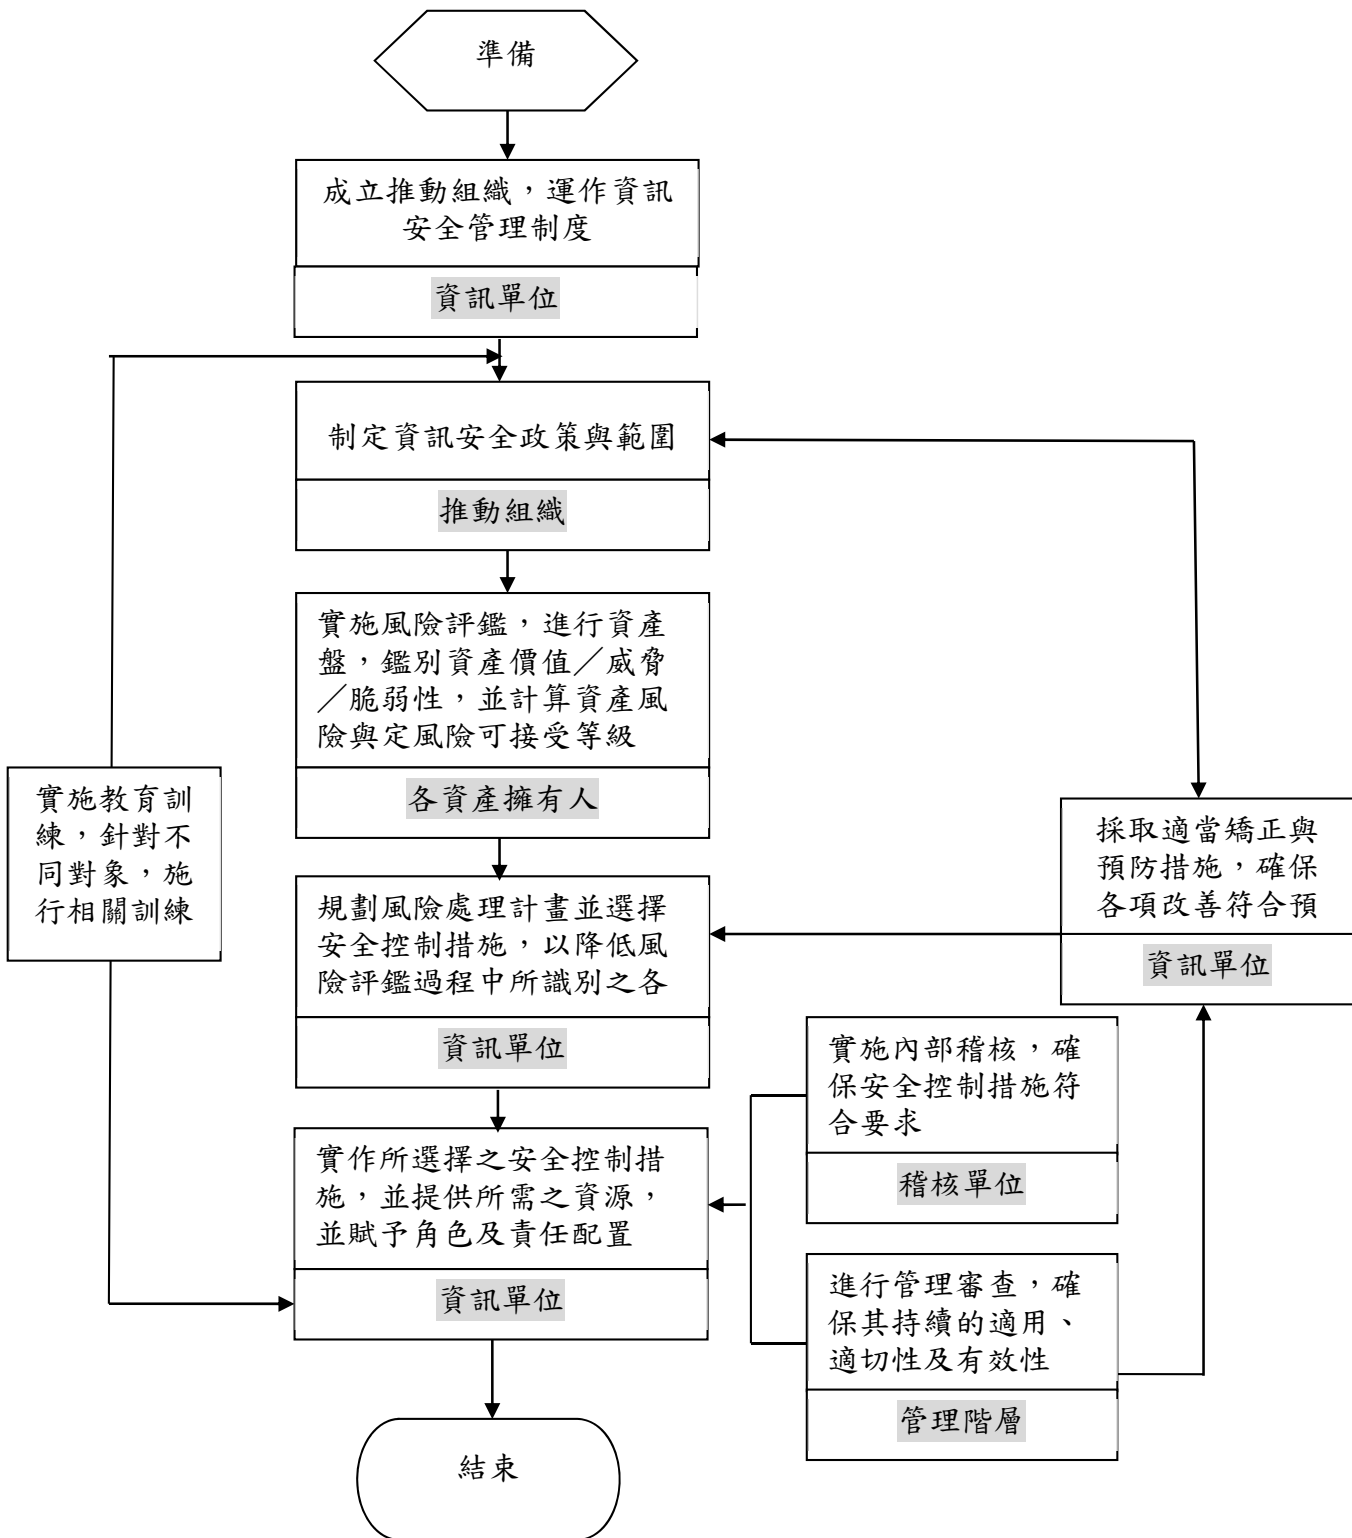 準備
成立推動組織，運作資訊
安全管理制度
資訊單位
制定資訊安全政策與範圍
推動組織
實施風險評鑑，進行資產
盤，鑑別資產價值／威脅
／脆弱性，並計算資產風
險與定風險可接受等級
各資產擁有人
實施教育訓
練，針對不
同對象，施
行相關訓練
規劃風險處理計畫並選擇
安全控制措施，以降低風
險評鑑過程中所識別之各
資訊單位
採取適當矯正與
預防措施，確保
各項改善符合預
資訊單位
實作所選擇之安全控制措
施，並提供所需之資源，
並賦予角色及責任配置
資訊單位
實施內部稽核，確
保安全控制措施符
合要求
稽核單位
進行管理審查，確
保其持續的適用、
適切性及有效性
管理階層
結束